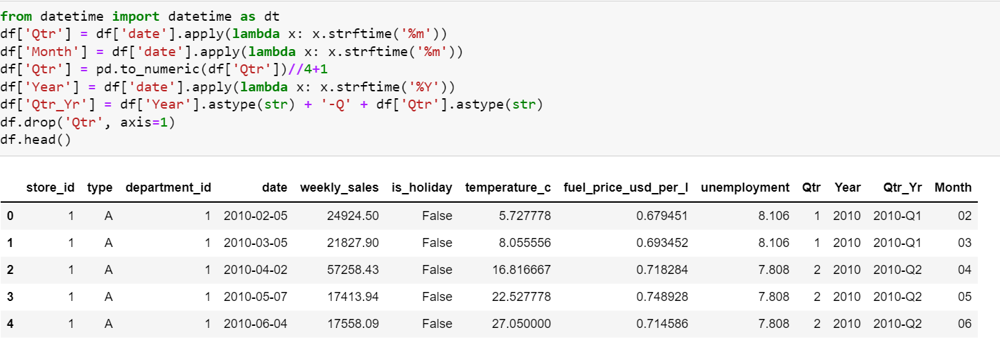 from datetime import datetime as dt
df['Qtr'] = df['date'].apply(lambda x: x.strftime('%m'))
df['Month'] = df['date'].apply(lambda x: x.strftime('%m'))
df['Qtr'] = pd.to_numeric(df['Qtr'])//4+1
df['Year'] = df['date'].apply(lambda x: x.strftime('%Y'))
df['Qtr_Yr'] = df['Year'].astype(str) + '-Q' + df['Qtr'].astype(str)
df.drop('Qtr', axis=1)
df.head()
store_id type department_id date weekly_sales is_holiday temperature_c fuel_price_usd_per_l unemployment Qtr Year Qtr_Yr Month
0 1 A 1 2010-02-05 24924.50 False 5.727778 0.679451 8.106 1 2010 2010-Q1 02
1 1 A 1 2010-03-05 21827.90 False 8.055556 0.693452 8.106 1 2010 2010-Q1 03
2 1 A 1 2010-04-02 57258.43 False 16.816667 0.718284 7.808 2 2010 2010-Q2 04
3 1 A 1 2010-05-07 17413.94 False 22.527778 0.748928 7.808 2 2010 2010-Q2 05
4 1 A 1 2010-06-04 17558.09 False 27.050000 0.714586 7.808 2 2010 2010-Q2 06